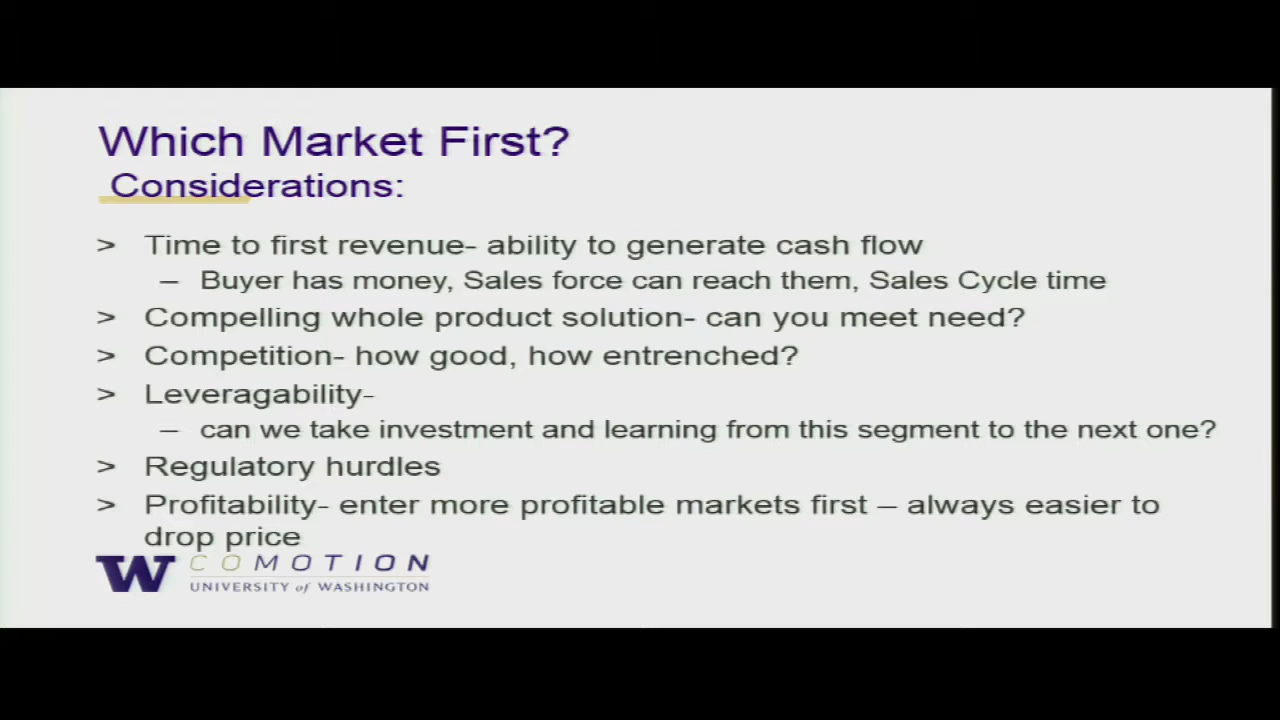 Which Market First?
Considerations:
> Time to first revenue- ability to generate cash flow
– Buyer has money, Sales force can reach them, Sales Cycle time
> Compelling whole product solution- can you meet need?
> Competition- how good, how entrenched?
> Leveragability-
– can we take investment and learning from this segment to the next one?
> Regulatory hurdles
> Profitability- enter more profitable markets first – always easier to
drop price
W COMOTION
UNIVERSITY of WASHINGTON